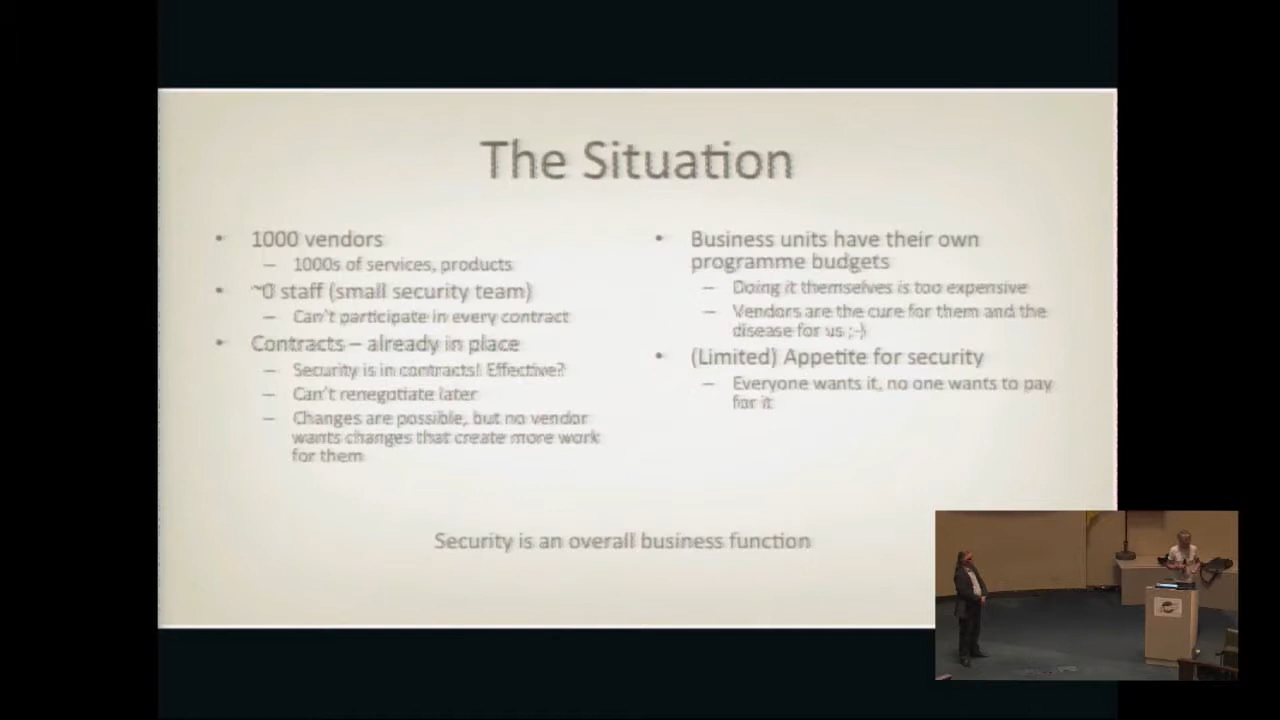 The Situation
• 1000 vendors
– 1000s of services, products
• ~0 staff (small security team)
– Can't participate in every contract
• Contracts – already in place
– Security is in contracts! Effective?
– Can't renegotiate later
– Changes are possible, but no vendor
wants changes that create more work
for them
• Business units have their own
programme budgets
– Doing it themselves is too expensive
– Vendors are the cure for them and the
disease for us ;-)
• (Limited) Appetite for security
– Everyone wants it, no one wants to pay
for it
Security is an overall business function